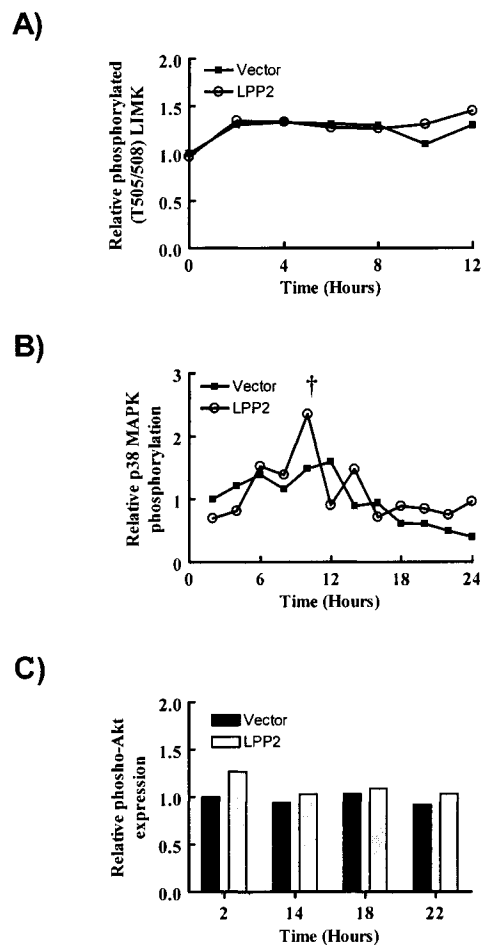 A)
Relative phosphorylated
(T505/508) LIMK
2.0
1.5
1.0
0.5
0.0
Vector
LPP2
0
4
8
12
Time (Hours)
B)
Relative p38 MAPK
phosphorylation
3
2
1
0
Vector
LPP2
†
0
6
12
18
24
Time (Hours)
C)
Relative phosho-Akt
expression
2.0
1.5
1.0
0.5
0.0
Vector
LPP2
2
14
18
22
Time (Hours)